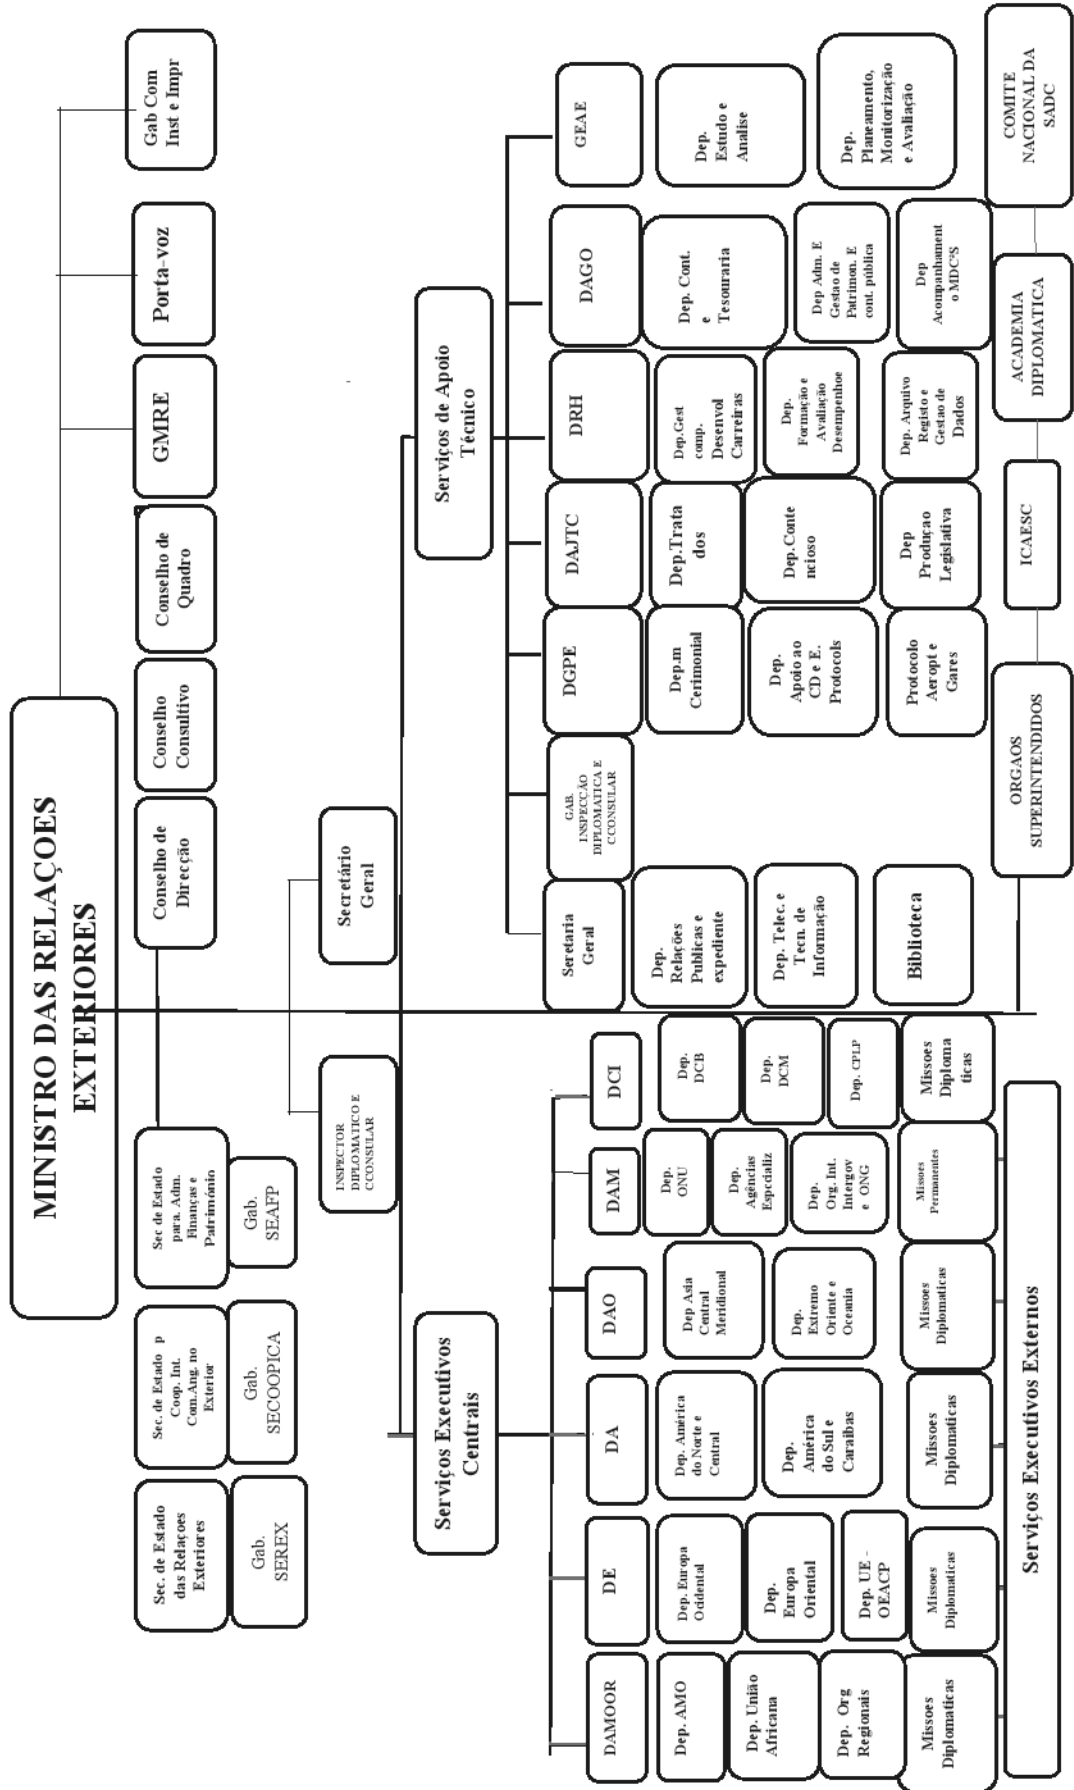 MINISTRO DAS RELAÇOES
EXTERIORES
Sec. de Estado
das Relaçoes
Exteriores
Gab.
SEREX
Sec. de Estado p
Coop. Int.
Com.Ang. no
Exterior
Gab.
SECOOPICA
Sec de Estado
para. Adm.
Finanças e
Património
Gab.
SEAFP
Conselho de
Direcção
Conselho
Consultivo
Conselho de
Quadro
GMRE
Porta-voz
Gab Com
Inst e Impr
INSPECTOR
DIPLOMATICO E
CCONSULAR
Secretário
Geral
Serviços Executivos
Centrais
Serviços de Apoio
Técnico
DAMOOR
Dep. AMO
Dep. União
Africana
Dep. Org
Regionais
Missoes
Diplomaticas
DE
Dep. Europa
Ocidental
Dep.
Europa
Oriental
Dep. UE -
OEACP
Missoes
Diplomaticas
DA
Dep. América
do Norte e
Central
Dep.
América
do Sul e
Caraíbas
Missoes
Diplomaticas
DAO
Dep Asia
Central
Meridional
Dep.
Extremo
Oriente e
Oceania
Missoes
Diplomaticas
DAM
Dep.
ONU
Dep.
Agências
Especializ
Dep.
Org. Int.
Intergov
e ONG
Missoes
Permanentes
DCI
Dep.
DCB
Dep.
DCM
Dep. CPLP
Missoes
Diploma
ticas
Seretaria
Geral
Dep.
Relações
Publicas e
expediente
Dep. Telec. e
Tecn. de
Informação
Biblioteca
GAB.
INSPECÇÃO
DIPLOMATICA E
CCONSULAR
DGPE
Dep.m
Cerimonial
Dep.
Apoio ao
CD e E.
Protocols
Protocolo
Aeropt e
Gares
DAJTC
Dep.Trata
dos
Dep.Conte
ncioso
Dep
Produçao
Legislativa
DRH
Dep.Gest
comp.
Desenvol
Carreiras
Dep.
Formação e
Avaliação
Desempenhoe
Dep. Arquivo
Registo e
Gestao de
Dados
DAGO
Dep. Cont.
e
Tesouraria
Dep Adm. E
Gestao de
Patrimon. E
cont. pública
Dep
Acompanhament
o MDCªS
GEAE
Dep.
Estudo e
Analise
Dep.
Planeamento,
Monitorização
e Avaliação
Serviços Executivos Externos
ORGAOS
SUPERINTENDIDOS
ICAESC
ACADEMIA
DIPLOMATICA
COMITE
NACIONAL DA
SADC